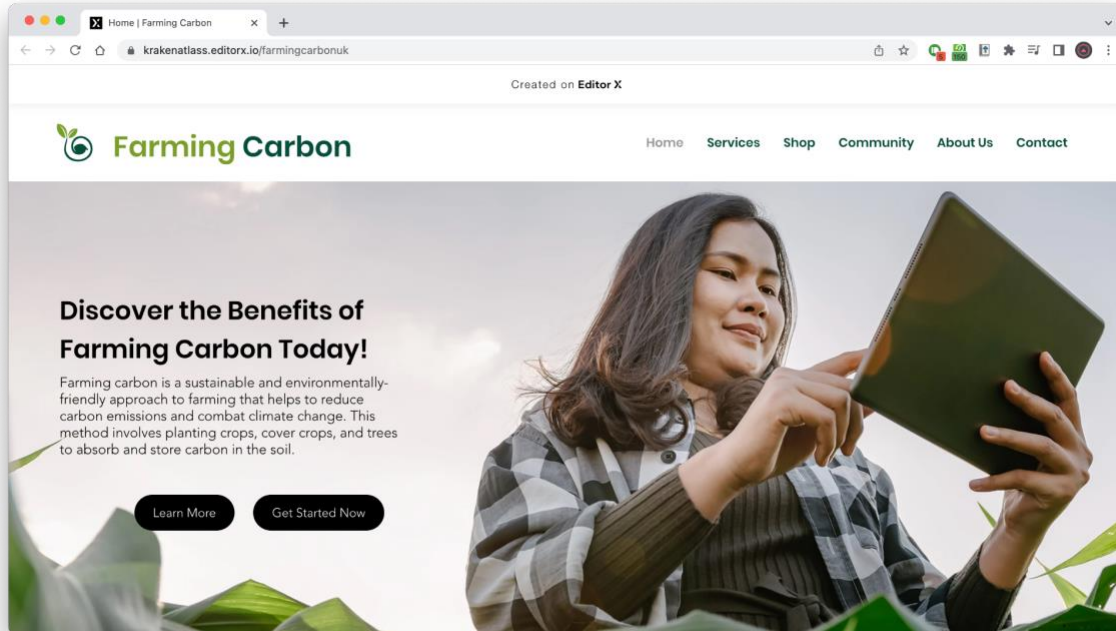 Home | Farming Carbon
krakenatlass.editorx.io/farmingcarbonuk
5
150
Created on Editor X
Farming Carbon
Home Services Shop Community About Us Contact
Discover the Benefits of
Farming Carbon Today!
Farming carbon is a sustainable and environmentally-
friendly approach to farming that helps to reduce
carbon emissions and combat climate change. This
method involves planting crops, cover crops, and trees
to absorb and store carbon in the soil.
Learn More Get Started Now